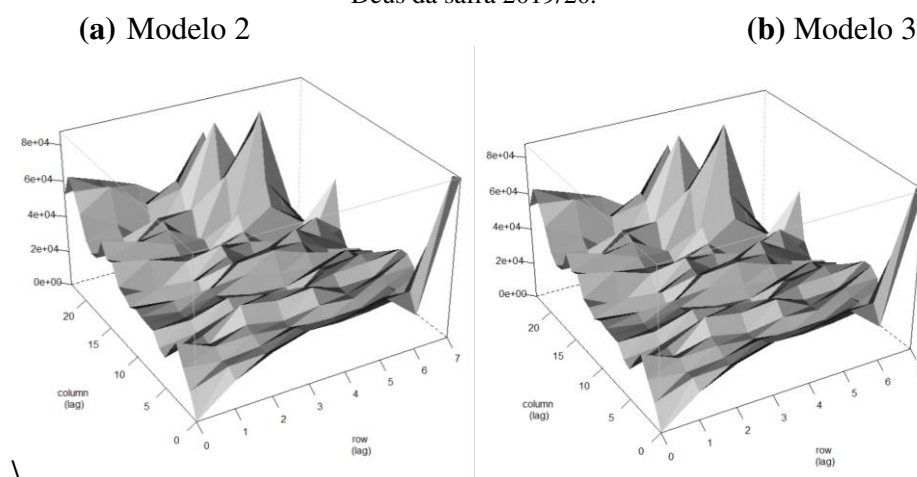 Deus da safra 2019/20.
(a) Modelo 2
(b) Modelo 3
8e+04
6e+04
4e+04
2e+04
0e+00
20
15
10
5
0
column
(lag)
0
1
2
3
4
5
6
7
row
(lag)
8e+04
6e+04
4e+04
2e+04
0e+00
20
15
10
5
0
column
(lag)
0
1
2
3
4
5
6
row
(lag)
\